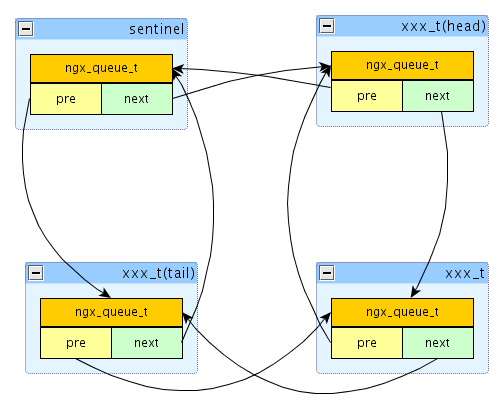 sentinel
ngx_queue_t
pre next
xxx_t(head)
ngx_queue_t
pre next
xxx_t(tail)
ngx_queue_t
pre next
xxx_t
ngx_queue_t
pre next